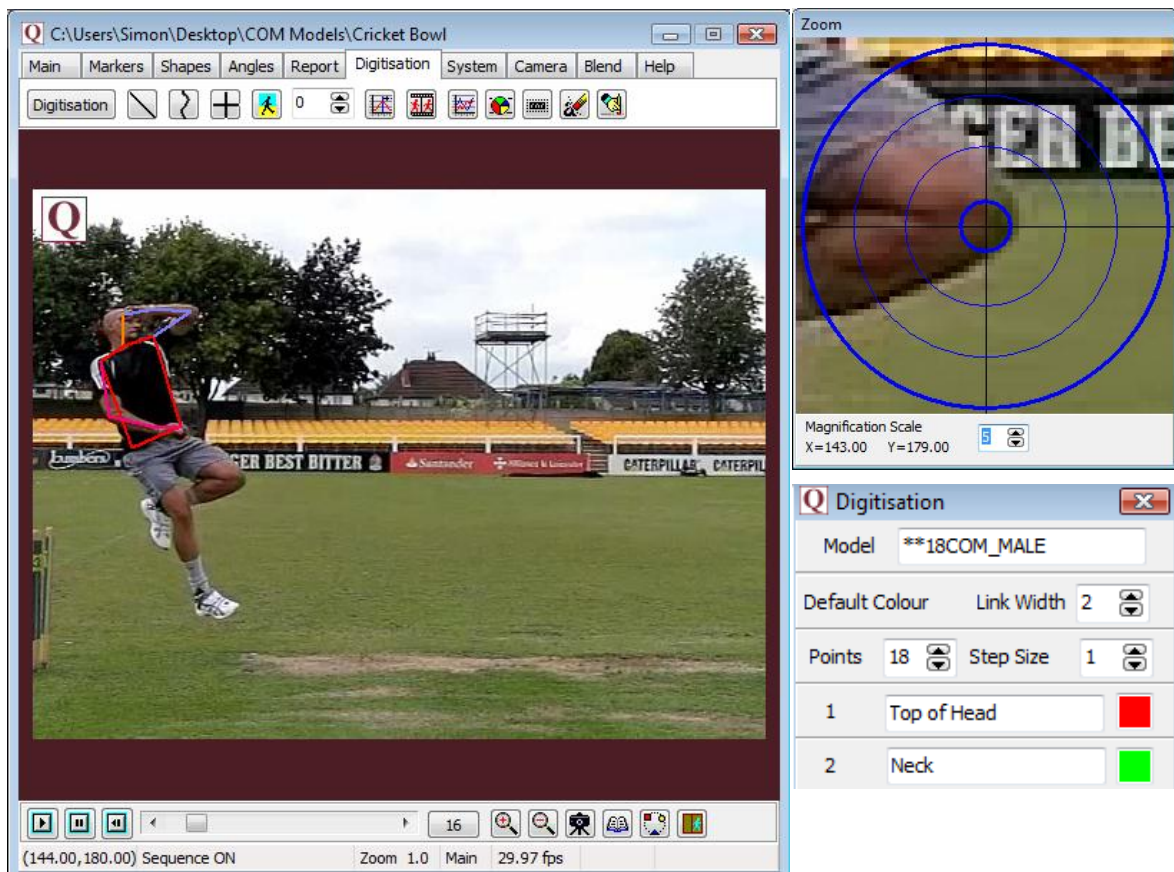 Q C:\Users\Simon\Desktop\COM Models\Cricket Bowl
Main Markers Shapes Angles Report Digitisation System Camera Blend Help
Digitisation 0
Q
GER BEST BITTER Santander CATERPILLAR CATERPIL
16
(144.00,180.00) Sequence ON Zoom 1.0 Main 29.97 fps
Zoom
GER BE
Magnification Scale
X=143.00 Y=179.00 5
Q Digitisation
Model **18COM_MALE
Default Colour Link Width 2
Points 18 Step Size 1
1 Top of Head
2 Neck